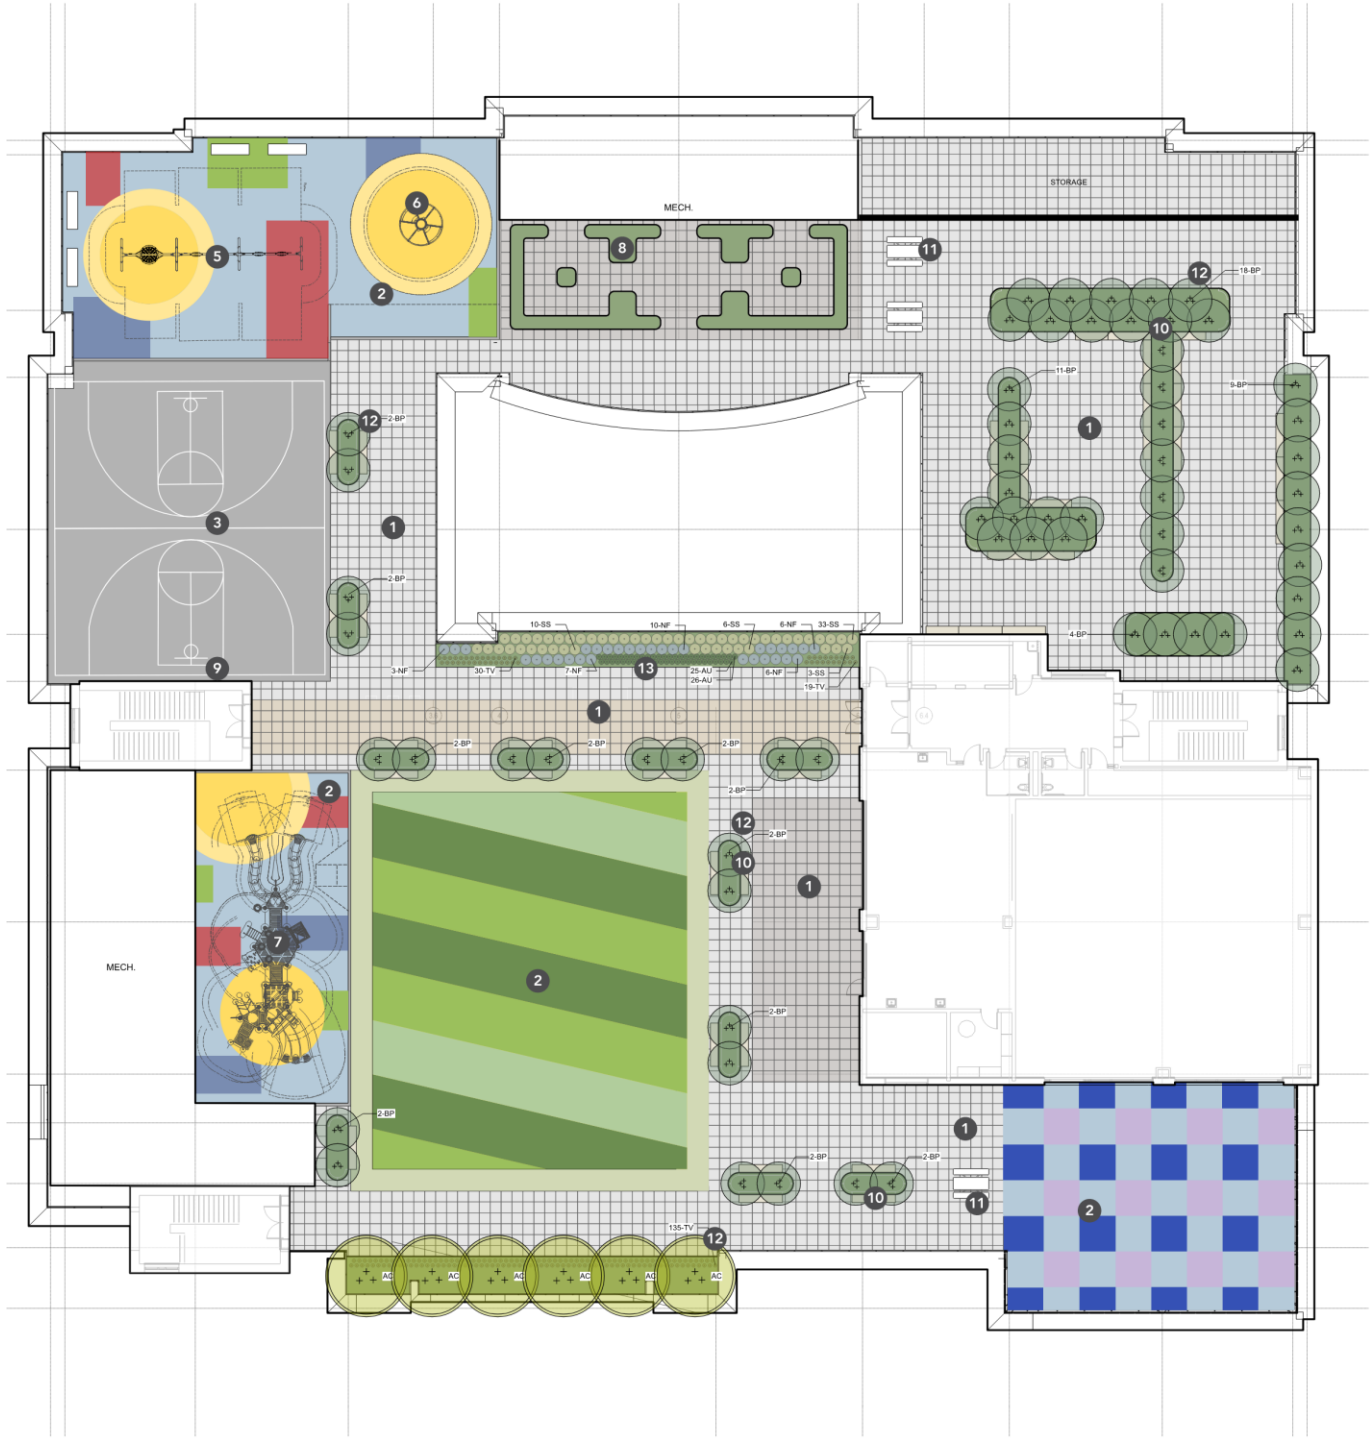 STORAGE
MECH.
6
8
11
5
12
18-BP
2
10
11-BP
9-BP
12
2-BP
1
3
1
2-BP
10-SS
10-NF
6-SS
6-NF
33-SS
4-BP
3-NF
30-TV
7-NF
13
25-AU
26-AU
6-NF
3-SS
19-TV
9
1
2-BP
2-BP
2-BP
2-BP
2
12
2-BP
10
1
7
MECH.
2
2-BP
2-BP
1
2-BP
2-BP
10
11
2
135-TV
12
AC
AC
AC
AC
AC
AC